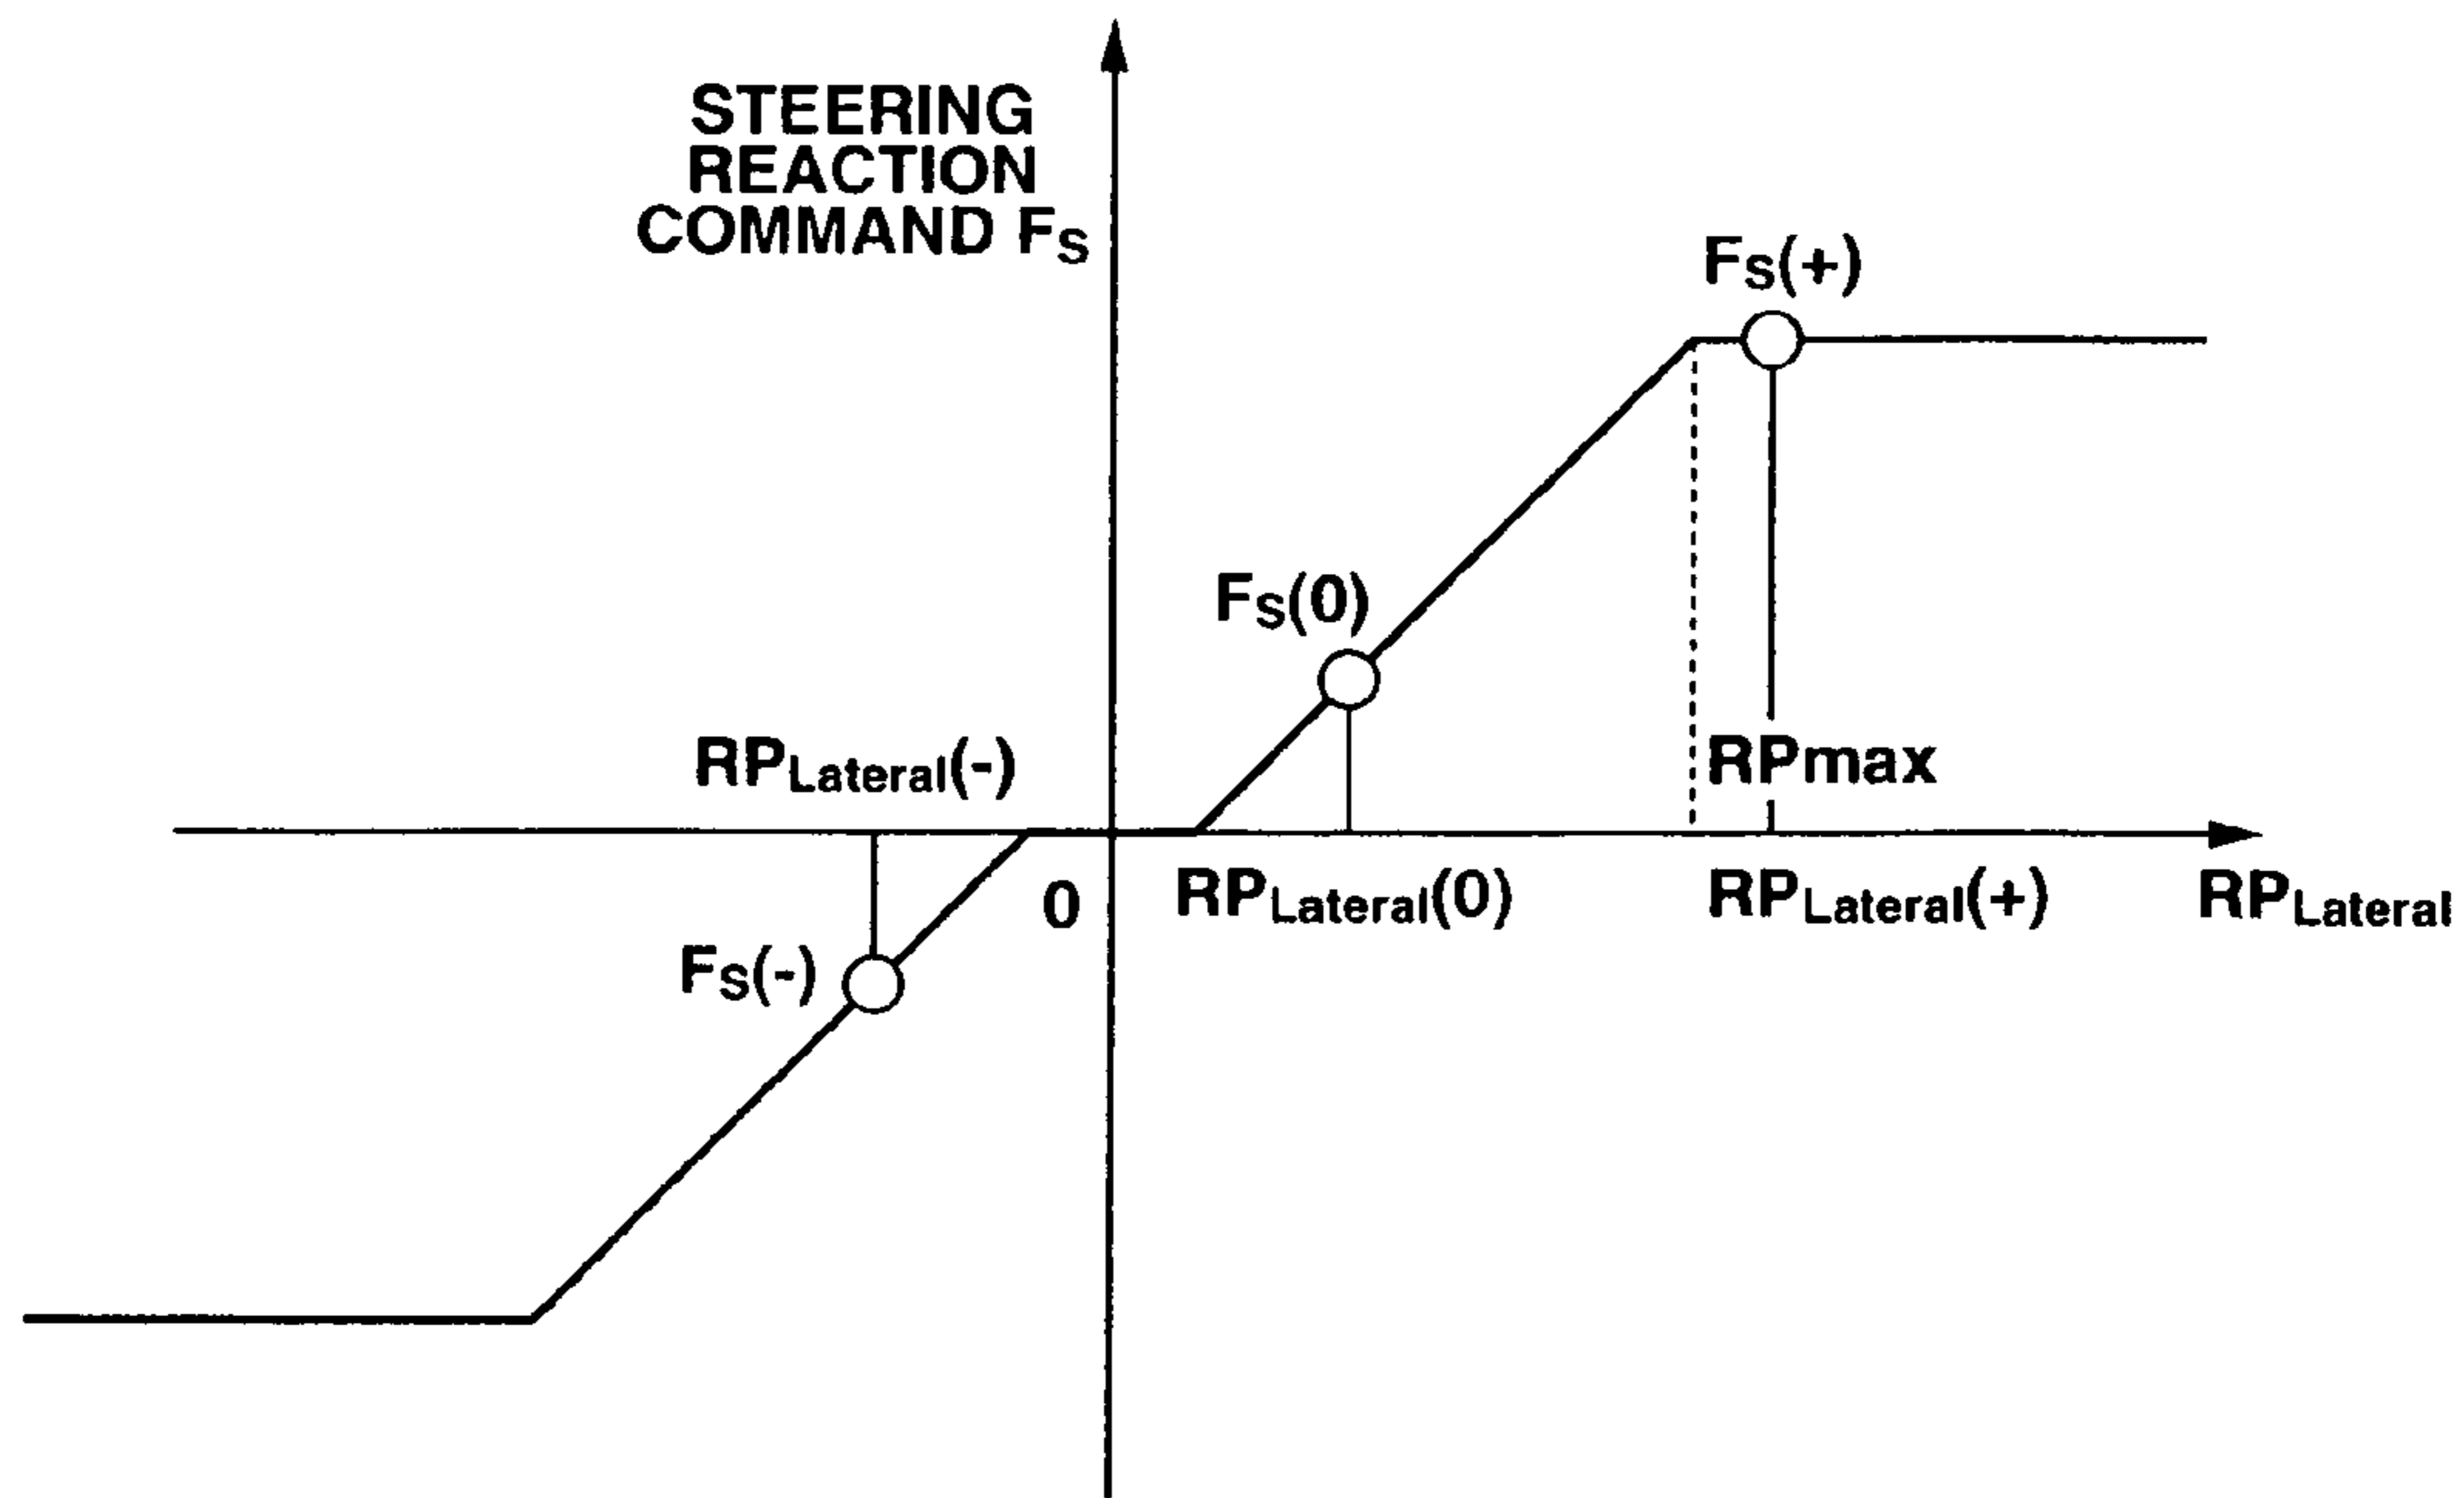 STEERING
REACTION
COMMAND FS
FS(+)
FS(0)
RPLateral(-)
RPmax
0
RPLateral(0)
RPLateral(+)
RPLateral
FS(-)